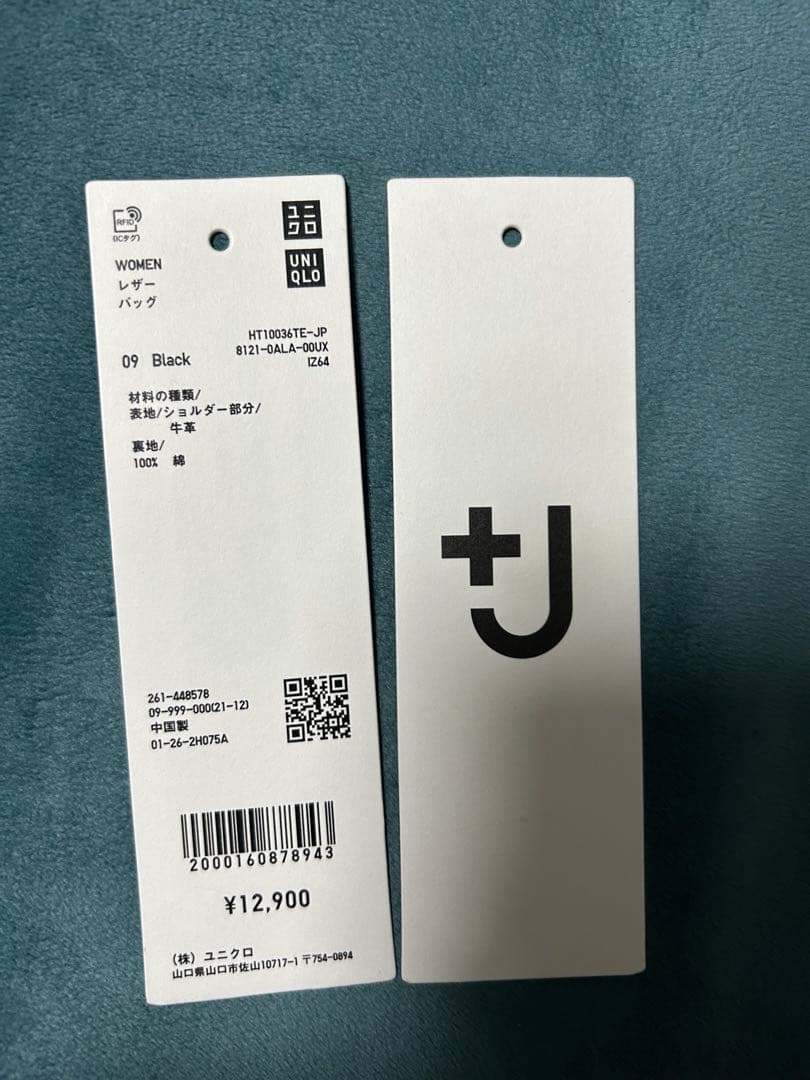 RFID
(ICタグ)
ユニ
クロ
UNI
QLO
WOMEN
レザー
バッグ
HT10036TE-JP
8121-0ALA-00UX
IZ64
09 Black
材料の種類/
表地/ショルダー部分/
牛革
裏地/
100% 綿
261-448578
09-999-000(21-12)
中国製
01-26-2H075A
2000160878943
¥12,900
(株) ユニクロ
山口県山口市佐山10717-1 〒754-0894
+J